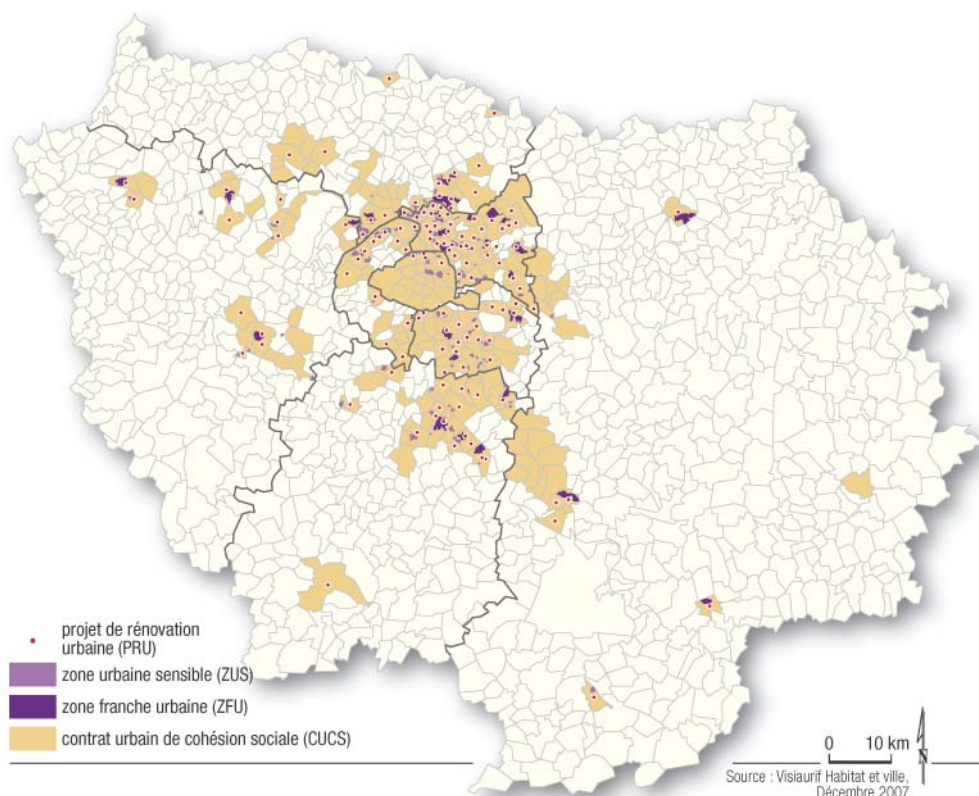 projet de rénovation
urbaine (PRU)
zone urbaine sensible (ZUS)
zone franche urbaine (ZFU)
contrat urbain de cohésion sociale (CUCS)
0 10 km
N
Source : Visiaurif Habitat et ville,
Décembre 2007